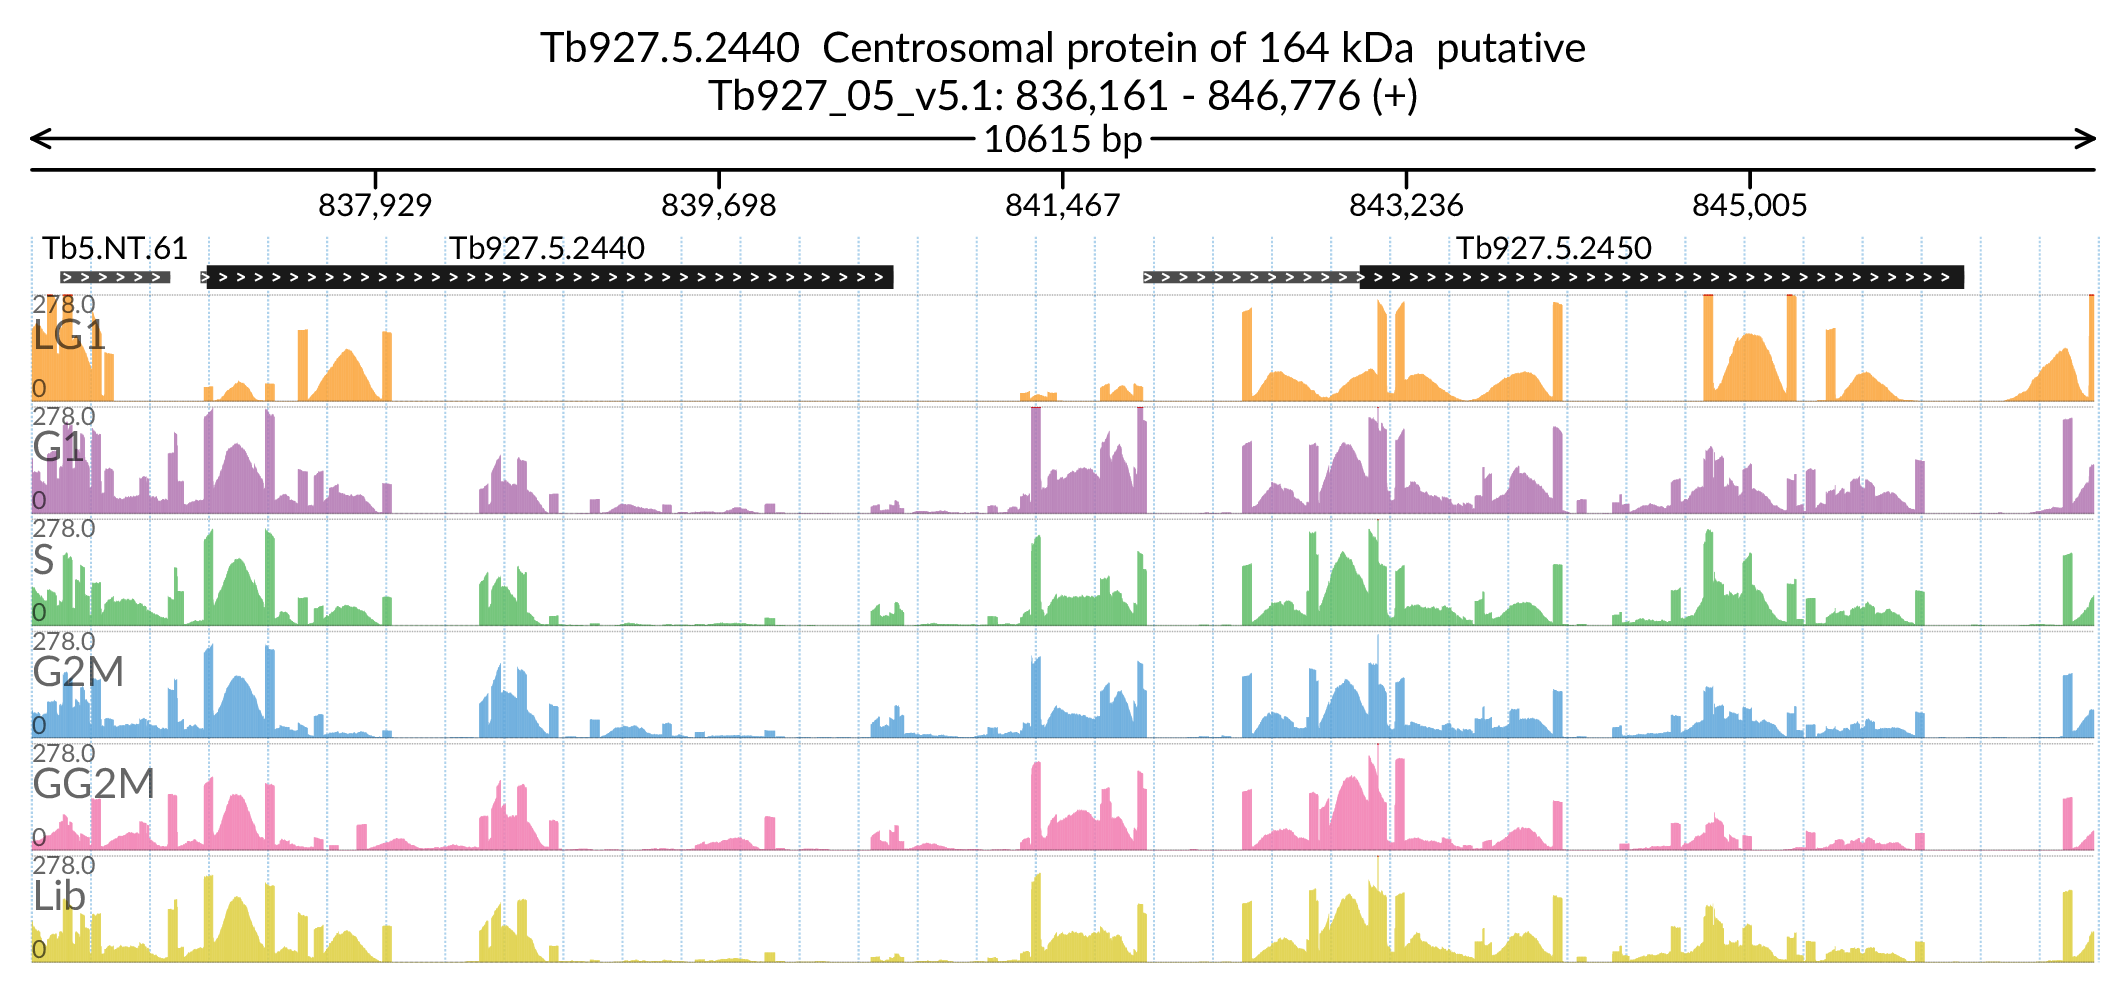 Tb927.5.2440 Centrosomal protein of 164 kDa putative
Tb927_05_v5.1: 836,161 - 846,776 (+)
10615 bp
837,929 839,698 841,467 843,236 845,005
Tb5.NT.61 Tb927.5.2440 Tb927.5.2450
278.0
LG1
0
278.0
G1
0
278.0
S
0
278.0
G2M
0
278.0
GG2M
0
278.0
Lib
0